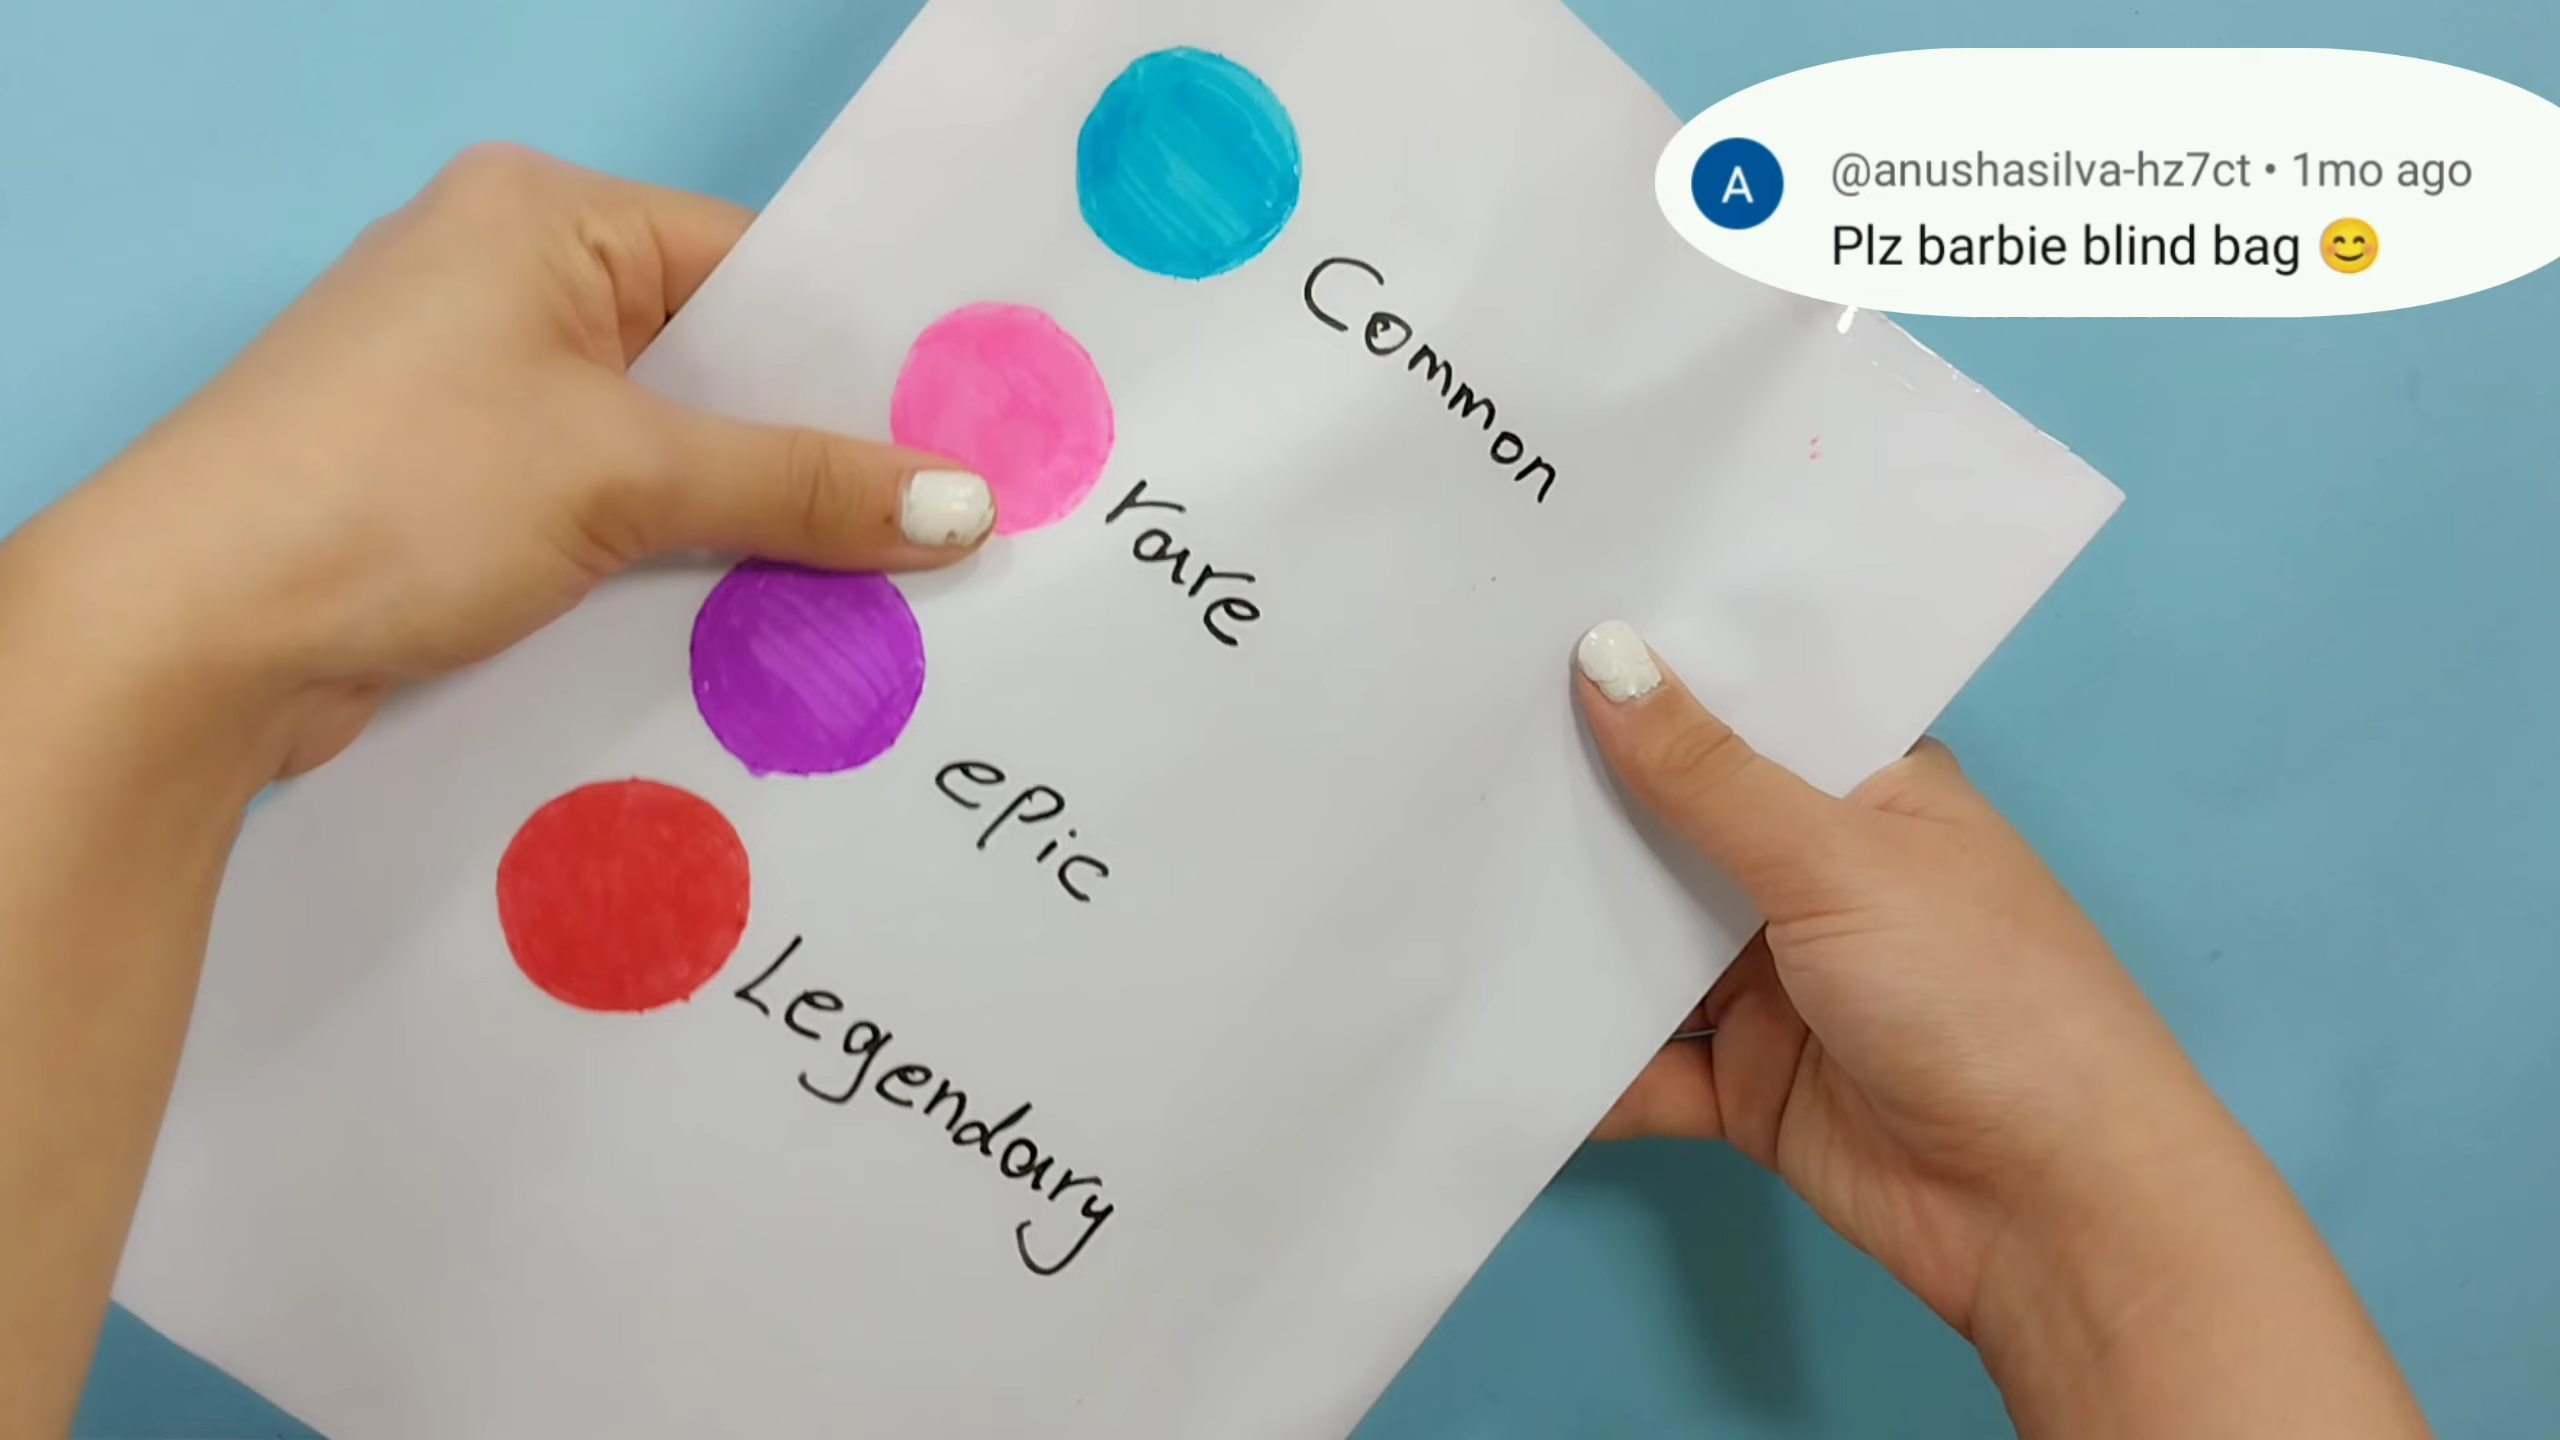 Common
rare
epic
Legendary
A
@anushasilva-hz7ct • 1mo ago
Plz barbie blind bag 😊